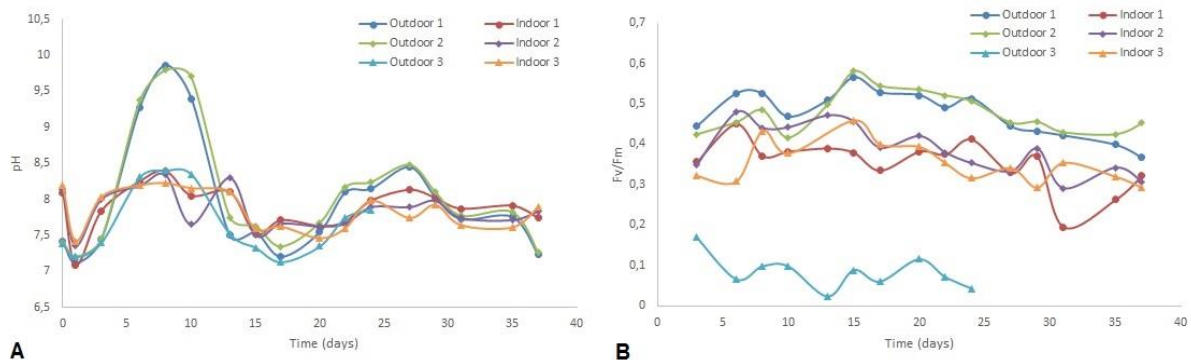 10,5
10
9,5
9
8,5
8
7,5
7
6,5
pH
Outdoor 1 Indoor 1
Outdoor 2 Indoor 2
Outdoor 3 Indoor 3
0 5 10 15 20 25 30 35 40
Time (days)
A
0,7
0,6
0,5
0,4
0,3
0,2
0,1
0
Fv/Fm
Outdoor 1 Indoor 1
Outdoor 2 Indoor 2
Outdoor 3 Indoor 3
0 5 10 15 20 25 30 35 40
Time (days)
B